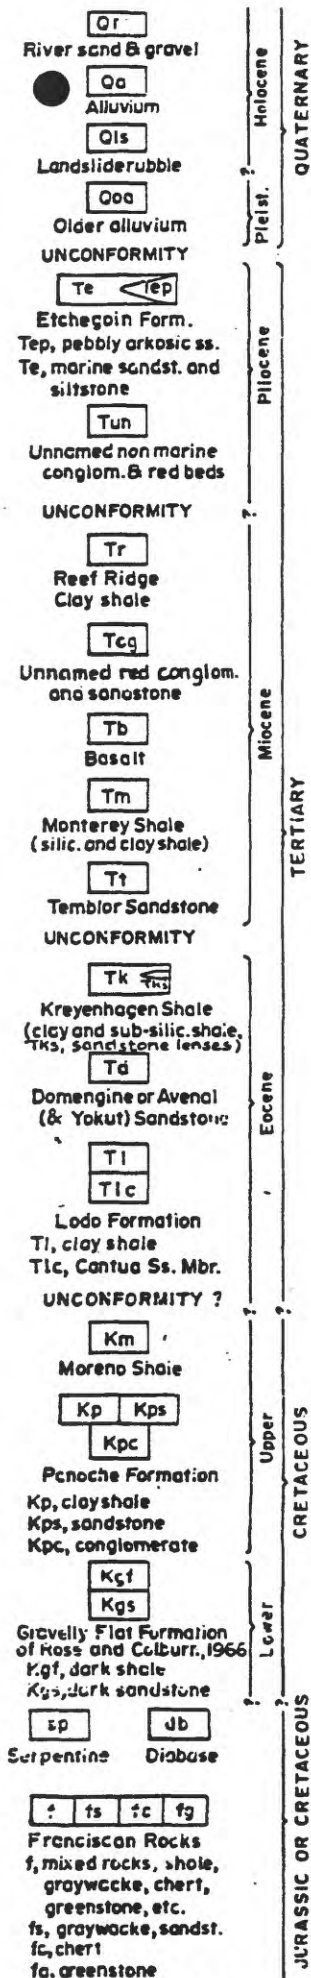 Qr
River sand & gravel
Qa
Alluvium
Qls
Landsliderubble
Qoa
Older alluvium
Holocene
Pleist.
?
QUATERNARY
UNCONFORMITY
Te Tep
Etchegoin Form.
Tep, pebbly arkosic ss.
Te, marine sandst. and
siltstone
Tun
Unnamed non marine
conglom. & red beds
Pliocene
UNCONFORMITY
?
Tr
Reef Ridge
Clay shale
Tcg
Unnamed red conglom.
and sandstone
Tb
Basalt
Tm
Monterey Shale
(silic. and clay shale)
Tt
Temblor Sandstone
Miocene
TERTIARY
UNCONFORMITY
Tk Tks
Kreyenhagen Shale
(clay and sub-silic. shale,
Tks, sandstone lenses)
Td
Domengine or Avenal
(& Yokut) Sandstone
Tl
Tlc
Lodo Formation
Tl, clay shale
Tlc, Cantua Ss. Mbr.
Eocene
UNCONFORMITY ?
? ?
Km
Moreno Shale
Kp Kps
Kpc
Panoche Formation
Kp, clay shale
Kps, sandstone
Kpc, conglomerate
Upper
CRETACEOUS
Kgf
Kgs
Gravelly Flat Formation
of Ross and Colburr., 1966
Kgf, dark shale
Kgs, dark sandstone
Lower
? ?
sp db
Serpentine Diabase
f fs fc fg
Franciscan Rocks
f, mixed rocks, shale,
graywacke, chert,
greenstone, etc.
fs, graywacke, sandst.
fc, chert
fg, greenstone
JURASSIC OR CRETACEOUS